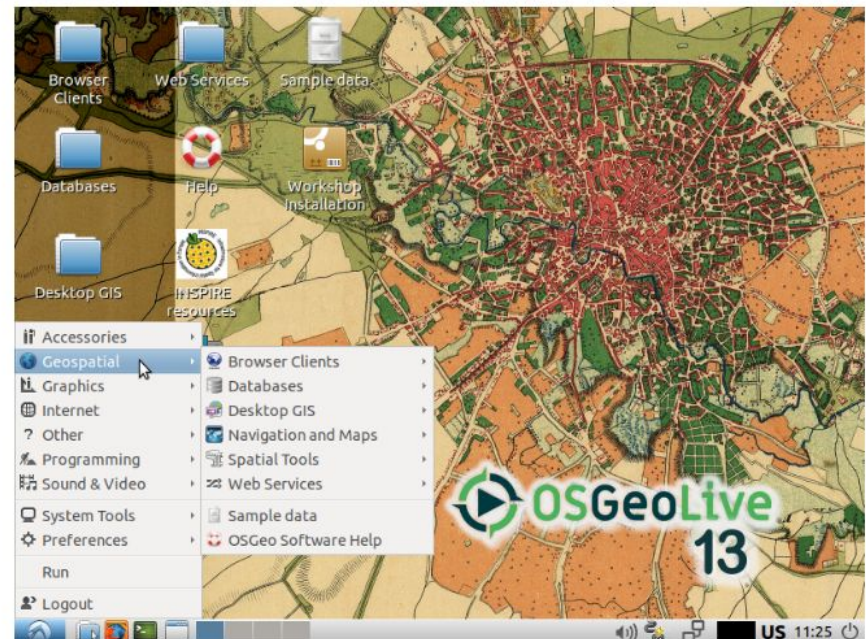 Browser
Clients
Web Services
Sample data
Databases
Help
Workshop
Installation
Desktop GIS
INSPIRE
resources
Accessories
Geospatial
Graphics
Internet
Other
Programming
Sound & Video
System Tools
Preferences
Run
Logout
Browser Clients
Databases
Desktop GIS
Navigation and Maps
Spatial Tools
Web Services
Sample data
OSGeo Software Help
OSGeoLive
13
US 11:25